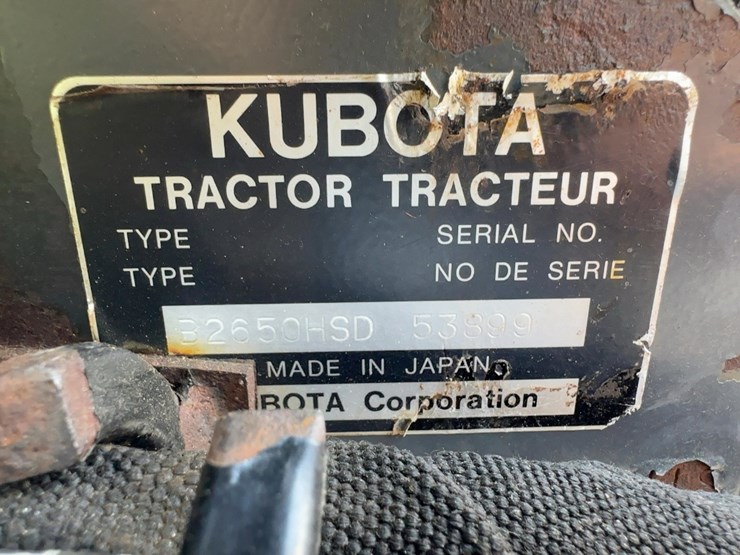 KUBOTA
TRACTOR TRACTEUR
TYPE SERIAL NO.
TYPE NO DE SERIE
B2650HSD 53899
MADE IN JAPAN
BOTA Corporation